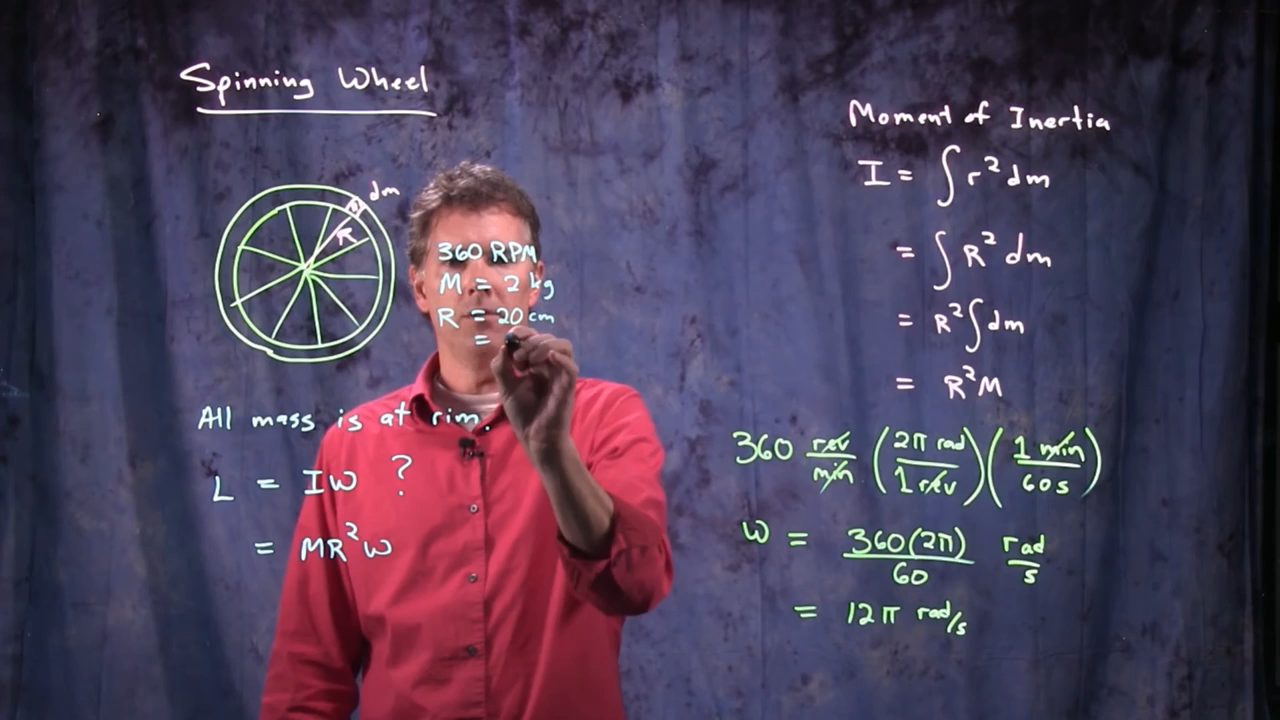 Spinning Wheel
dm
R
360 RPM
M = 2 kg
R = 20 cm
=
All mass is at rim
L = Iω ?
= MR²ω
Moment of Inertia
I = ∫ r² dm
= ∫ R² dm
= R² ∫ dm
= R²M
360 rev/min (2π rad/1 rev)(1 min/60 s)
ω = 360(2π)/60 rad/s
= 12π rad/s